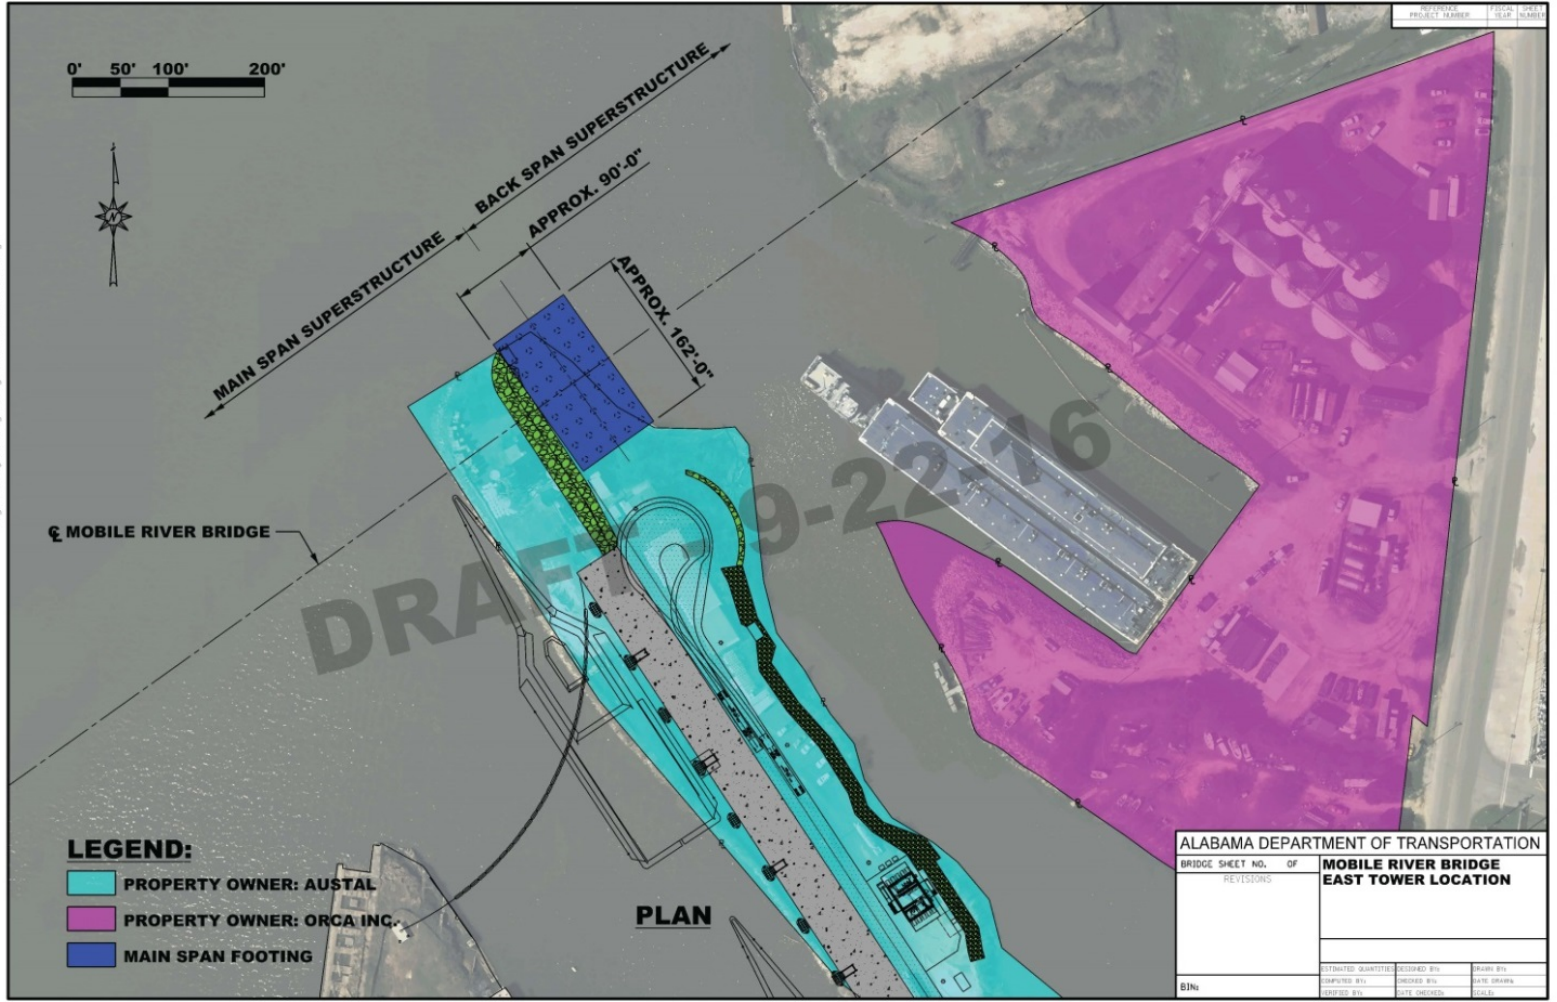 REFERENCE PROJECT NUMBER
FISCAL YEAR
SHEET NUMBER
0' 50' 100' 200'
BACK SPAN SUPERSTRUCTURE
APPROX. 90'-0"
MAIN SPAN SUPERSTRUCTURE
APPROX. 162'-0"
N
℄ MOBILE RIVER BRIDGE
DRAFT - 9-22-16
LEGEND:
PROPERTY OWNER: AUSTAL
PROPERTY OWNER: ORCA INC.
MAIN SPAN FOOTING
PLAN
ALABAMA DEPARTMENT OF TRANSPORTATION
BRIDGE SHEET NO. OF
REVISIONS
MOBILE RIVER BRIDGE
EAST TOWER LOCATION
ESTIMATED QUANTITIES DESIGNED BY: DRAWN BY:
COMPUTED BY: CHECKED BY: DATE DRAWN:
VERIFIED BY: DATE CHECKED: SCALE:
BIN: